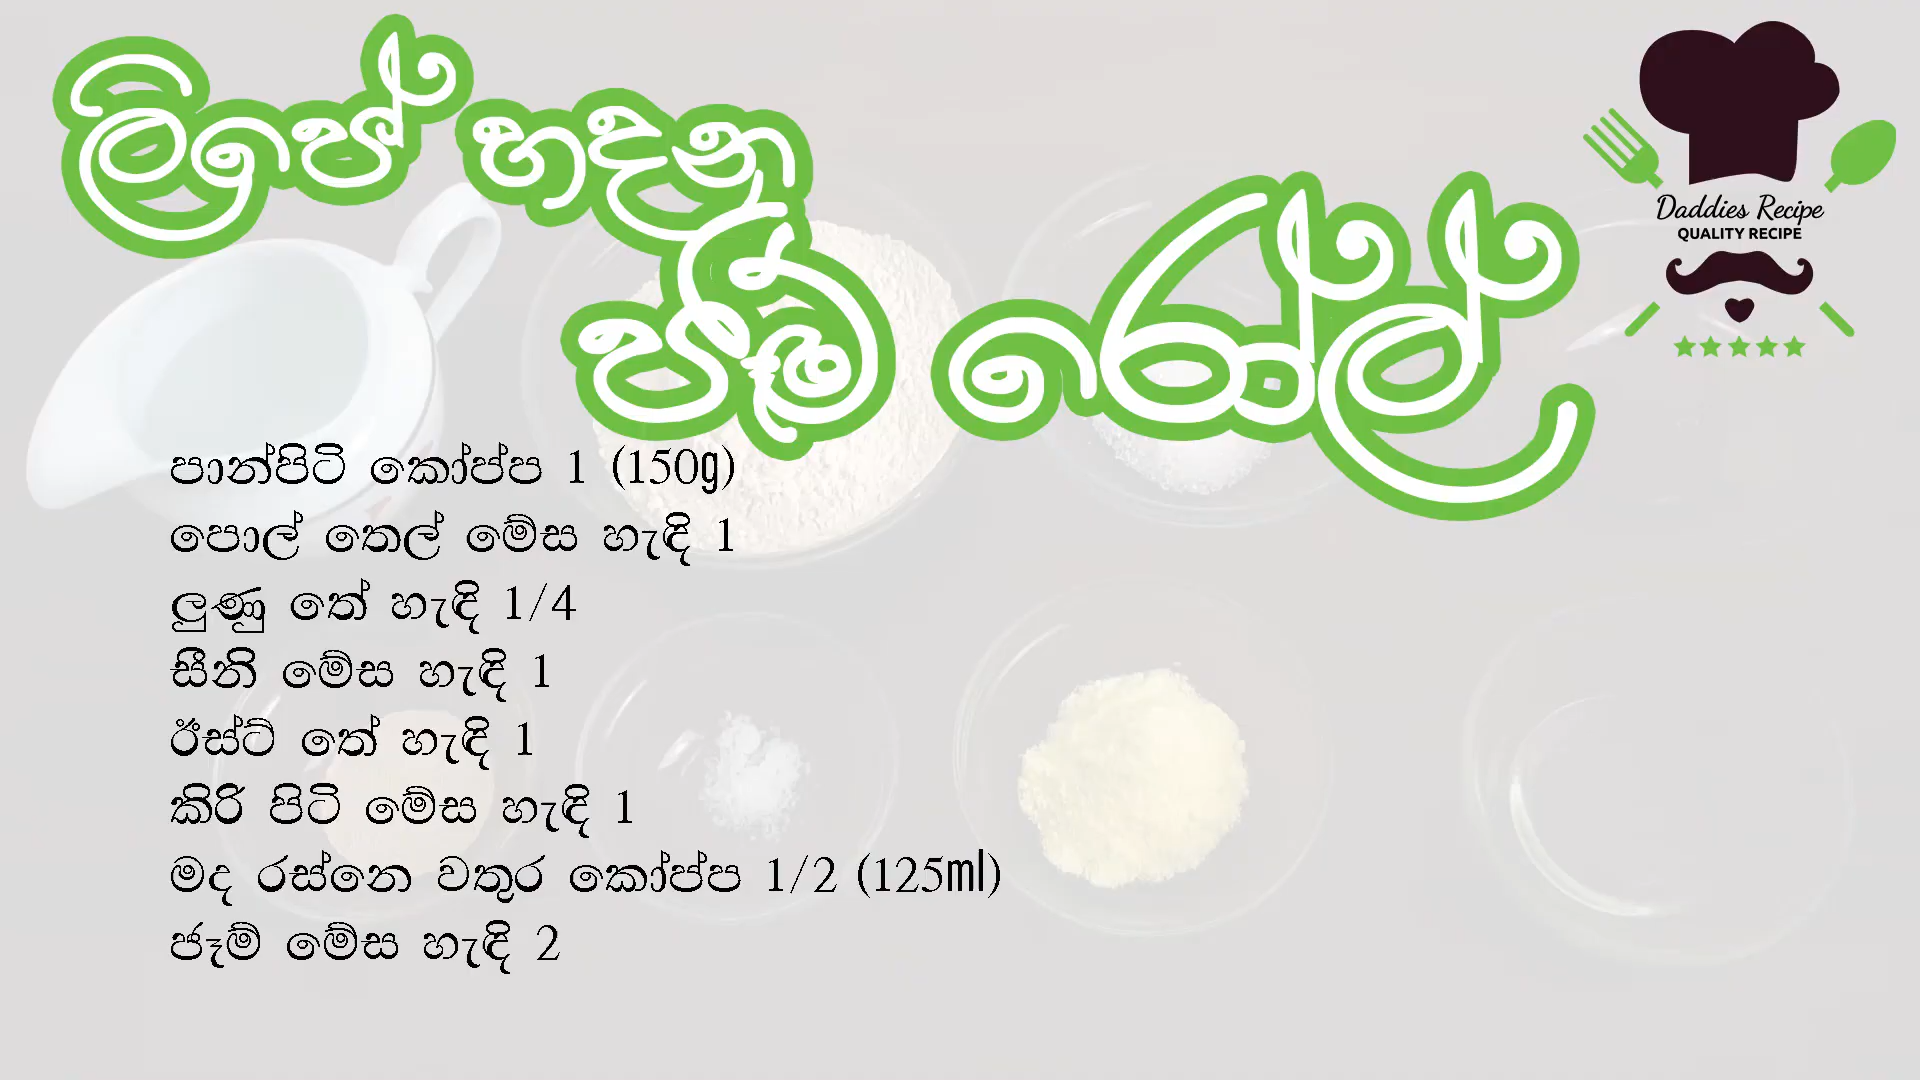 ලිපේ හදන
ජෑම් රෝල්
Daddies Recipe
QUALITY RECIPE
පාන්පිටි කෝප්ප 1 (150g)
පොල් තෙල් මේස හැඳි 1
ලුණු තේ හැඳි 1/4
සීනි මේස හැඳි 1
ඊස්ට් තේ හැඳි 1
කිරි පිටි මේස හැඳි 1
මද රස්නෙ වතුර කෝප්ප 1/2 (125ml)
ජෑම් මේස හැඳි 2